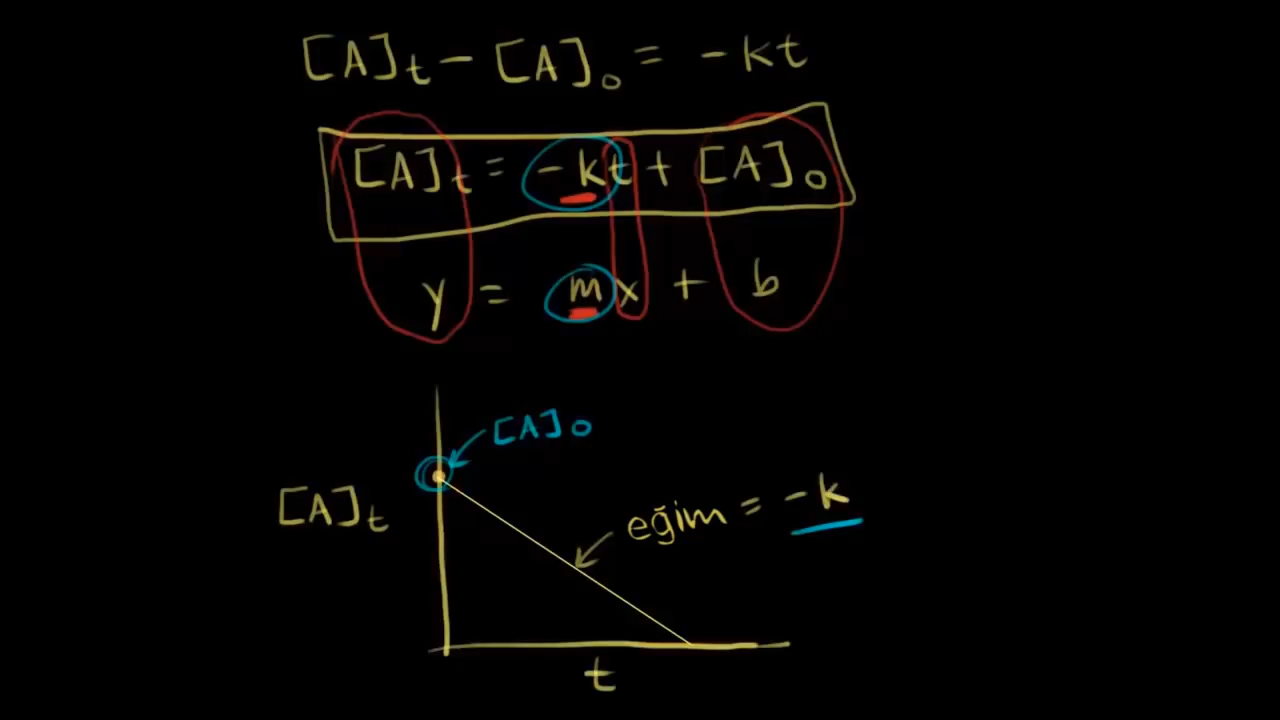 [A]t - [A]₀ = -kt
[A]t = -kt + [A]₀
y = mx + b
[A]₀
[A]t
eğim = -k
t